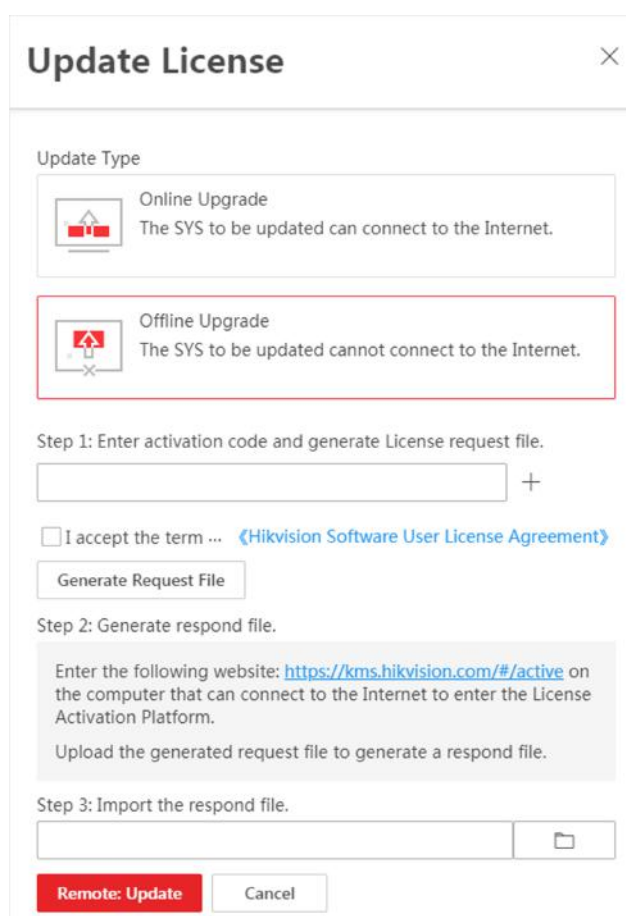 Update License
Update Type
Online Upgrade
The SYS to be updated can connect to the Internet.
Offline Upgrade
The SYS to be updated cannot connect to the Internet.
Step 1: Enter activation code and generate License request file.
I accept the term ... 《Hikvision Software User License Agreement》
Generate Request File
Step 2: Generate respond file.
Enter the following website: https://kms.hikvision.com/#/active on
the computer that can connect to the Internet to enter the License
Activation Platform.
Upload the generated request file to generate a respond file.
Step 3: Import the respond file.
Remote: Update Cancel